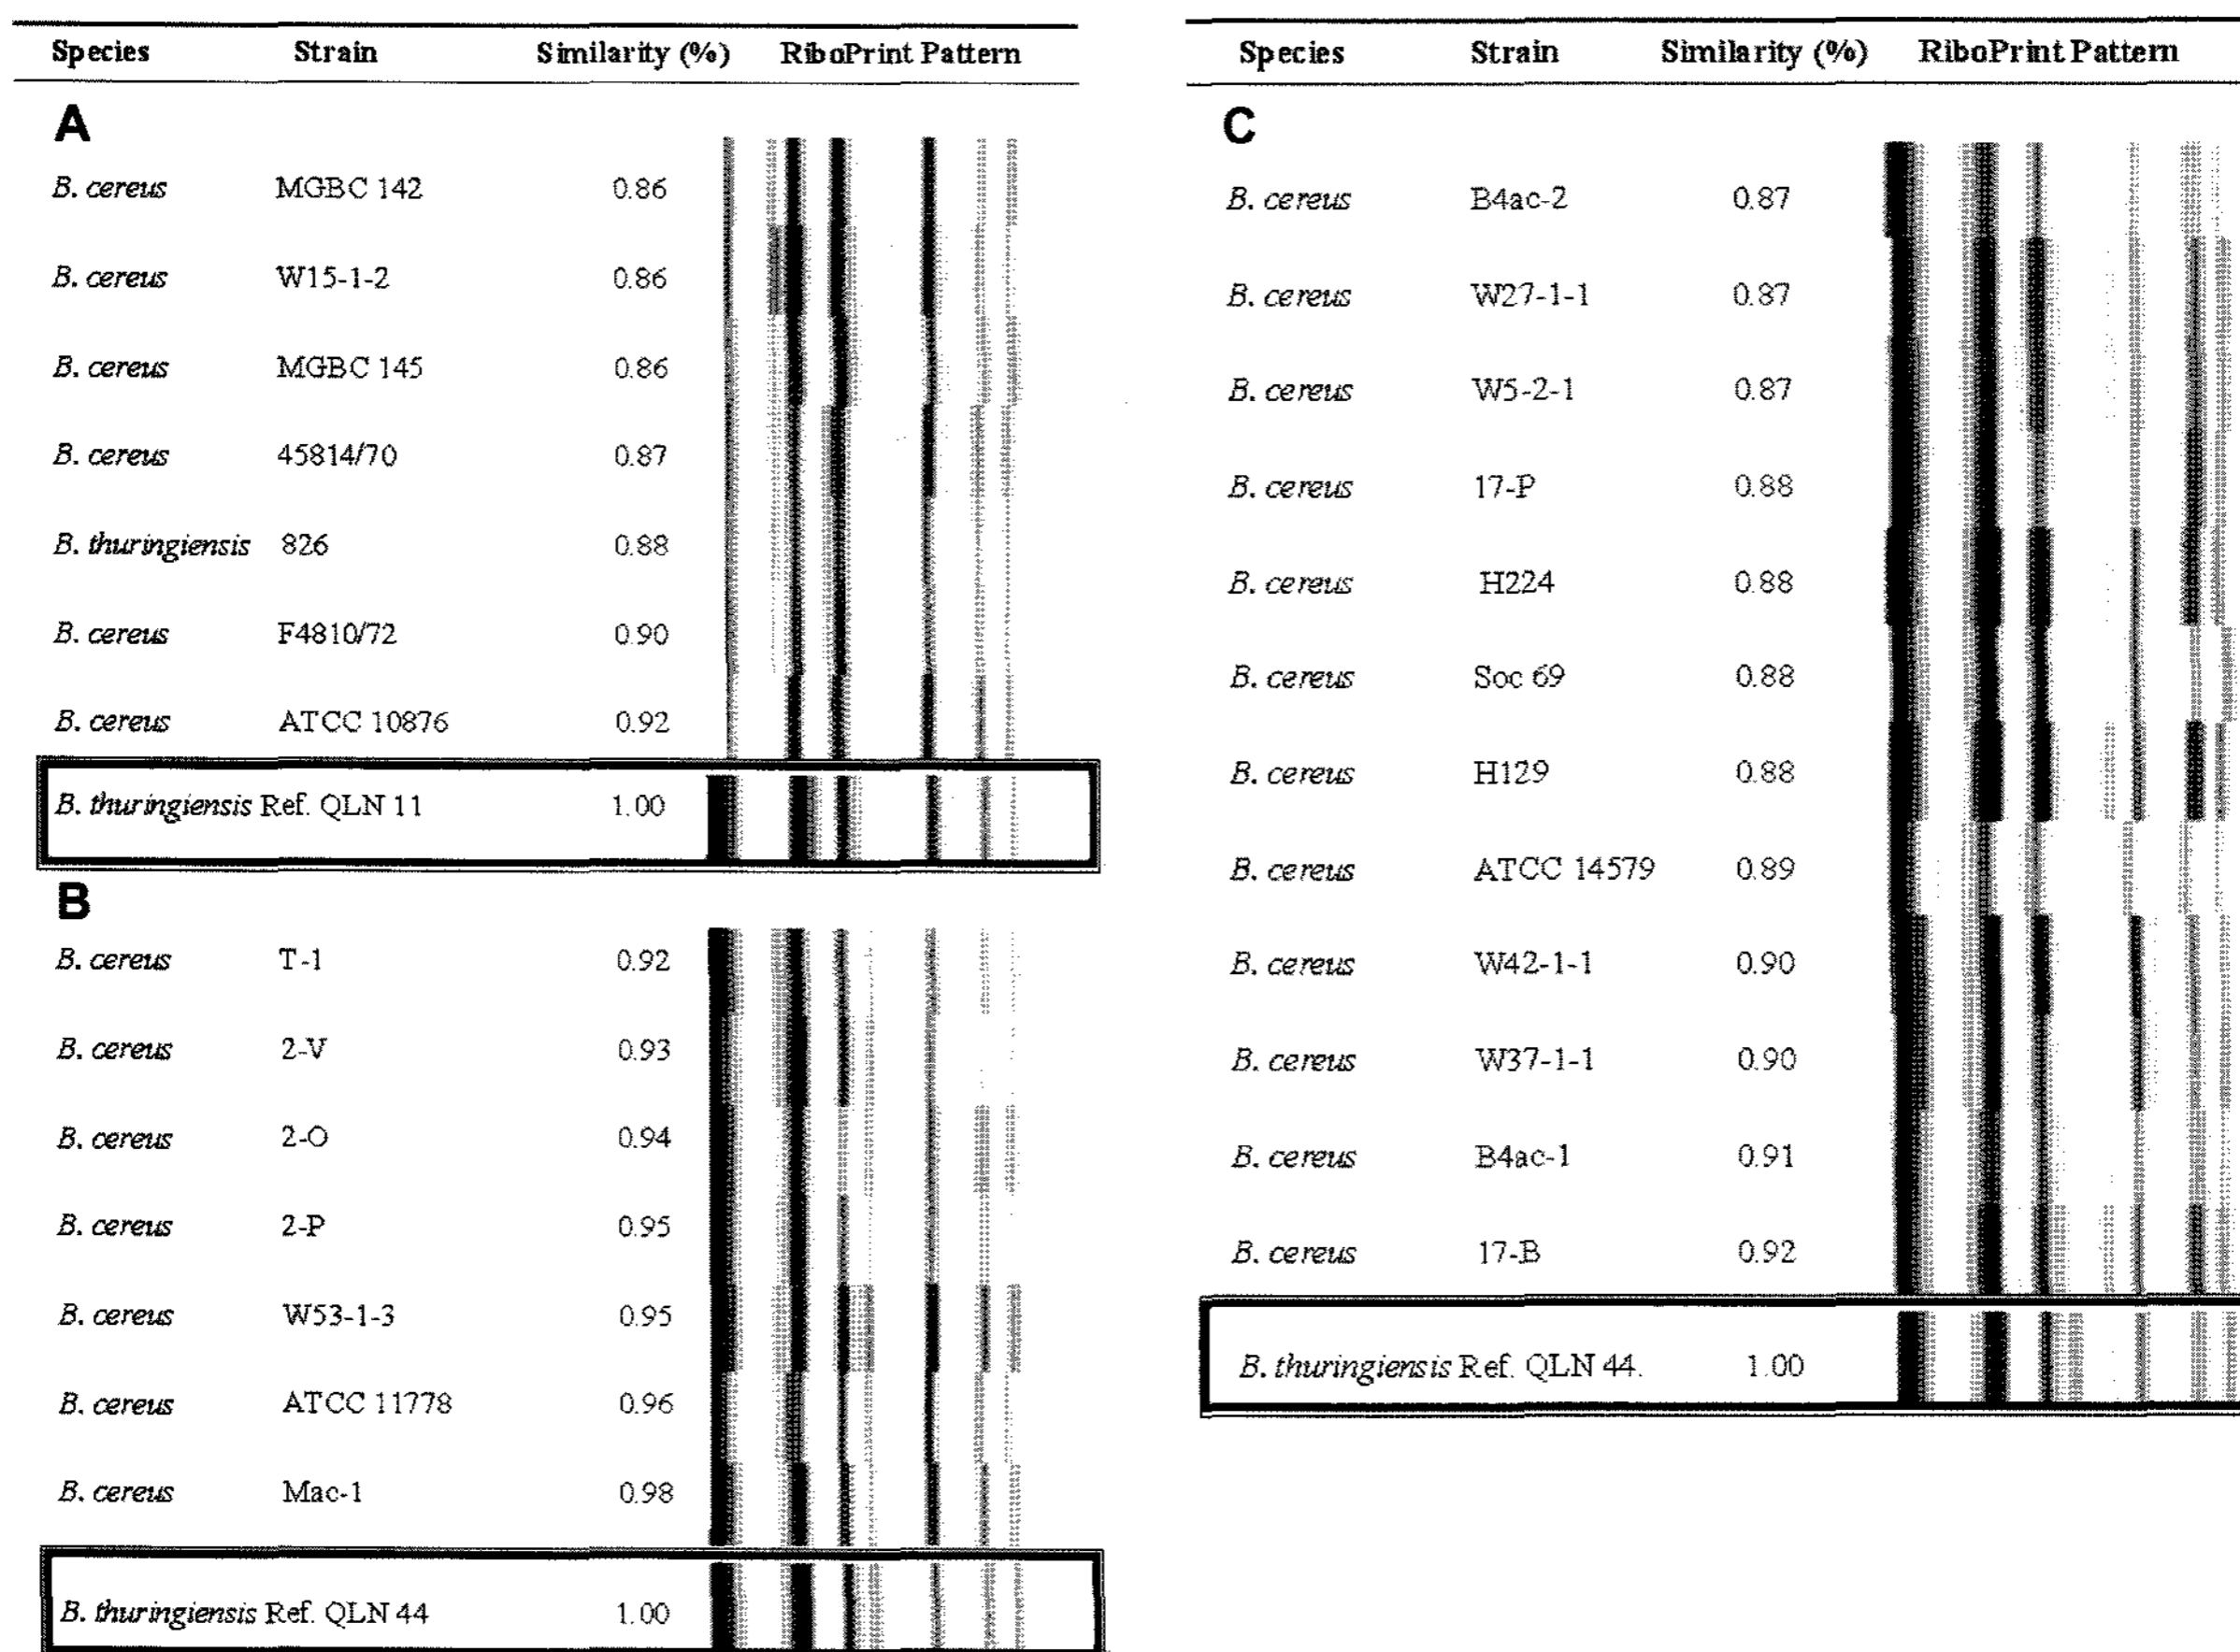 Species Strain Similarity (%) RiboPrint Pattern
A
B. cereus MGBC 142 0.86
B. cereus W15-1-2 0.86
B. cereus MGBC 145 0.86
B. cereus 45814/70 0.87
B. thuringiensis 826 0.88
B. cereus F4810/72 0.90
B. cereus ATCC 10876 0.92
B. thuringiensis Ref. QLN 11 1.00
B
B. cereus T-1 0.92
B. cereus 2-V 0.93
B. cereus 2-O 0.94
B. cereus 2-P 0.95
B. cereus W53-1-3 0.95
B. cereus ATCC 11778 0.96
B. cereus Mac-1 0.98
B. thuringiensis Ref. QLN 44 1.00
Species Strain Similarity (%) RiboPrint Pattern
C
B. cereus B4ac-2 0.87
B. cereus W27-1-1 0.87
B. cereus W5-2-1 0.87
B. cereus 17-P 0.88
B. cereus H224 0.88
B. cereus Soc 69 0.88
B. cereus H129 0.88
B. cereus ATCC 14579 0.89
B. cereus W42-1-1 0.90
B. cereus W37-1-1 0.90
B. cereus B4ac-1 0.91
B. cereus 17-B 0.92
B. thuringiensis Ref. QLN 44. 1.00